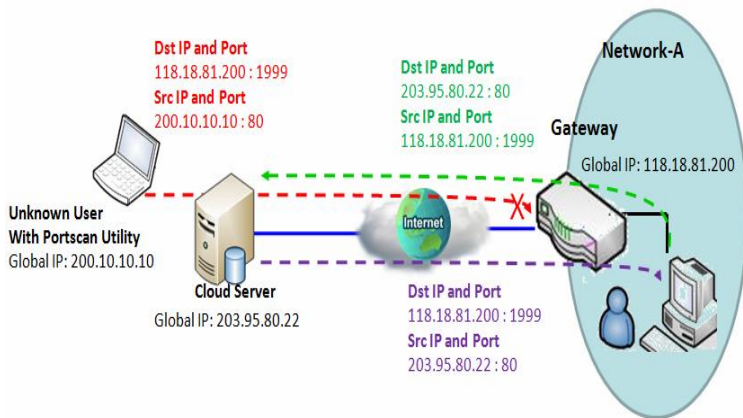 Dst IP and Port
118.18.81.200 : 1999
Src IP and Port
200.10.10.10 : 80
Dst IP and Port
203.95.80.22 : 80
Src IP and Port
118.18.81.200 : 1999
Network-A
Gateway
Global IP: 118.18.81.200
Unknown User
With Portscan Utility
Global IP: 200.10.10.10
Internet
Cloud Server
Global IP: 203.95.80.22
Dst IP and Port
118.18.81.200 : 1999
Src IP and Port
203.95.80.22 : 80